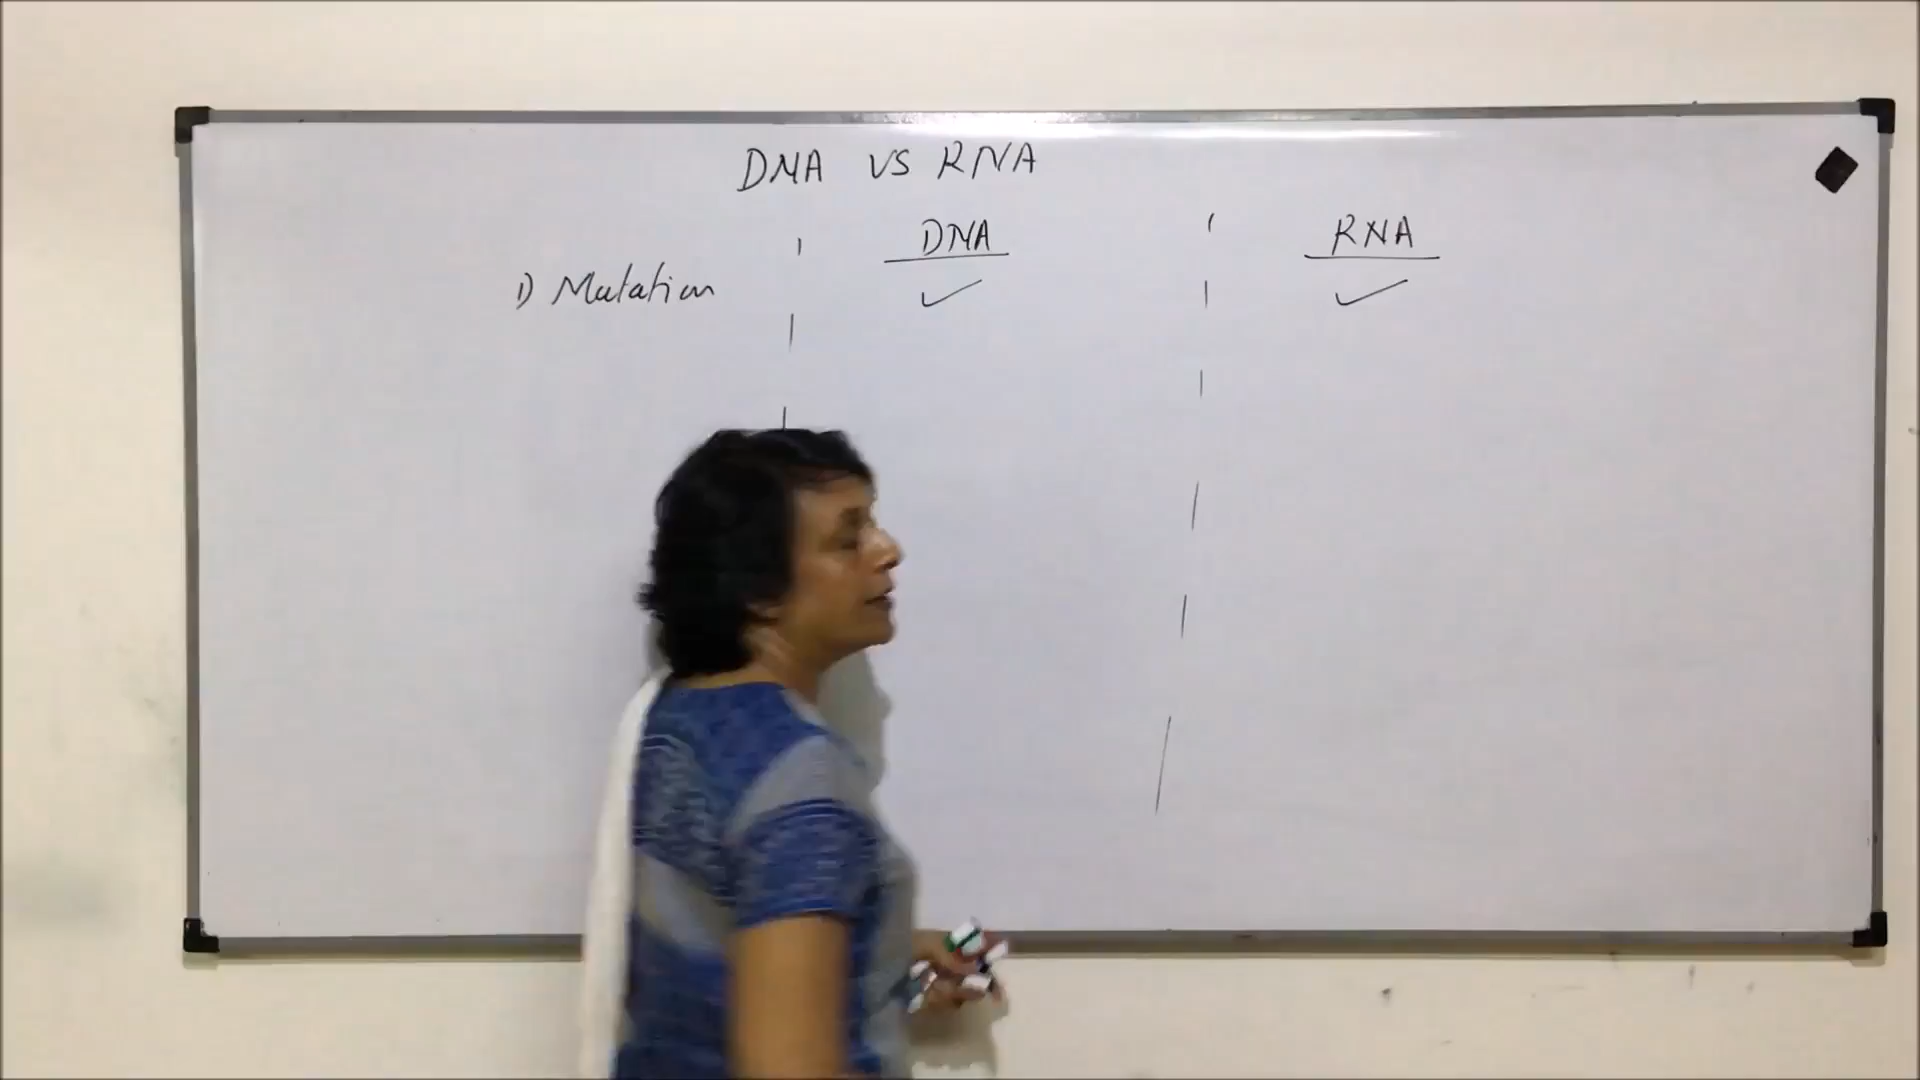 DNA VS RNA
DNA RNA
1) Mutation ✓ ✓